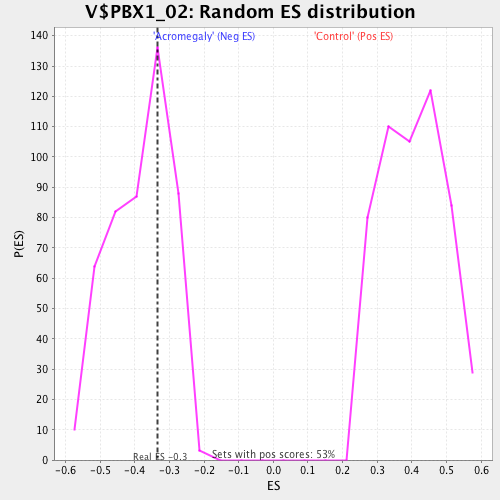 V$PBX1_02: Random ES distribution
'Acromegaly' (Neg ES)
'Control' (Pos ES)
140
130
120
110
100
90
80
70
60
50
40
30
20
10
0
P(ES)
Real ES -0.3
Sets with pos scores: 53%
-0.6 -0.5 -0.4 -0.3 -0.2 -0.1 0.0 0.1 0.2 0.3 0.4 0.5 0.6
ES